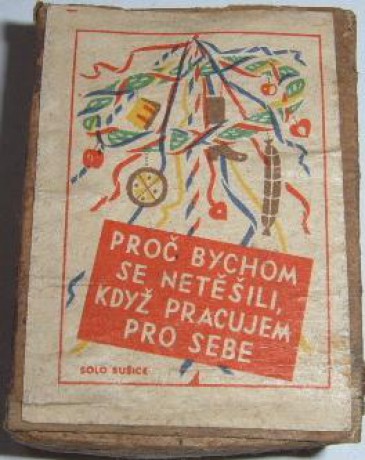 PROČ BYCHOM
SE NETĚŠILI,
KDYŽ PRACUJEM
PRO SEBE
SOLO SUŠICE